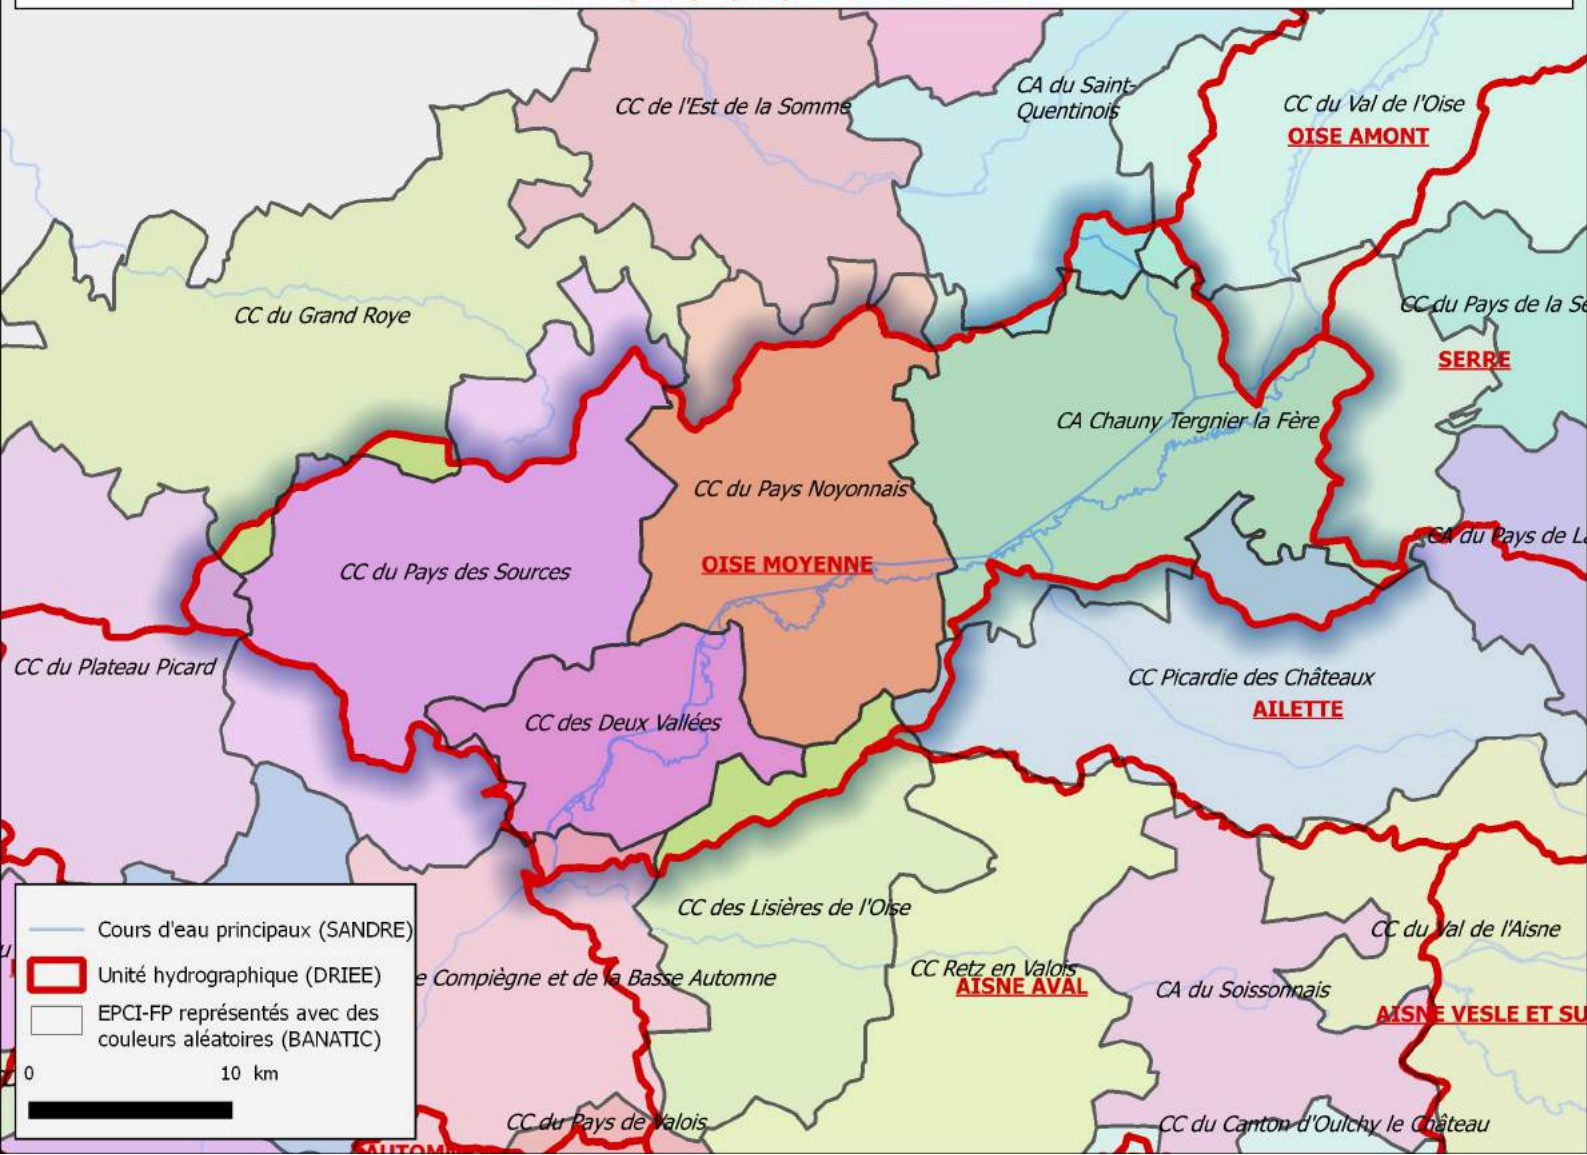 CC de l'Est de la Somme
CA du Saint-
Quentinois
CC du Val de l'Oise
OISE AMONT
CC du Grand Roye
CC du Pays de la Se
SERRE
CA Chauny Tergnier la Fère
CC du Pays Noyonnais
CA du Pays de La
CC du Pays des Sources
OISE MOYENNE
CC du Plateau Picard
CC Picardie des Châteaux
AILETTE
CC des Deux Vallées
CC des Lisières de l'Oise
CC du Val de l'Aisne
CC Retz en Valois
AISNE AVAL
e Compiègne et de la Basse Automne
CA du Soissonnais
AISNE VESLE ET SU
CC du Pays de Valois
CC du Canton d'Oulchy le Château
AUTOMNE
Cours d'eau principaux (SANDRE)
Unité hydrographique (DRIEE)
EPCI-FP représentés avec des
couleurs aléatoires (BANATIC)
0 10 km